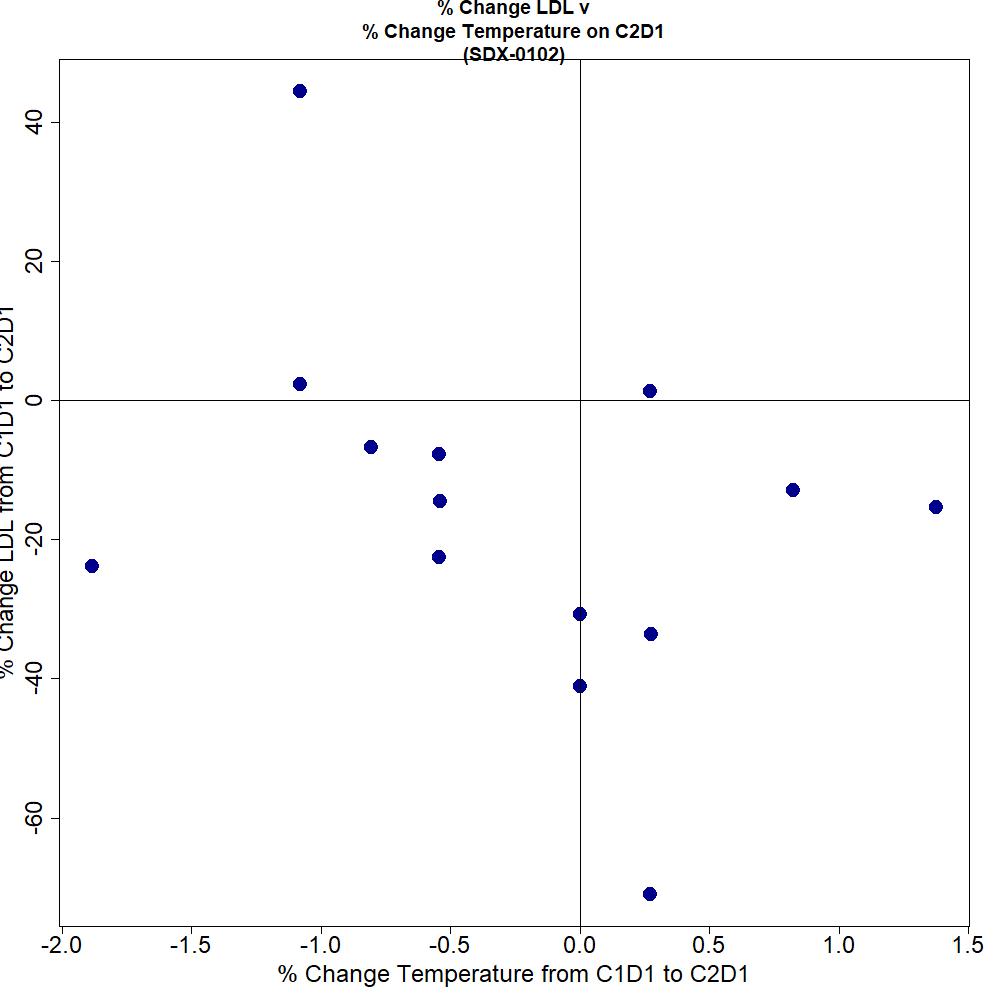 % Change LDL v
% Change Temperature on C2D1
(SDX-0102)
% Change LDL from C1D1 to C2D1
40
20
0
-20
-40
-60
-2.0 -1.5 -1.0 -0.5 0.0 0.5 1.0 1.5
% Change Temperature from C1D1 to C2D1